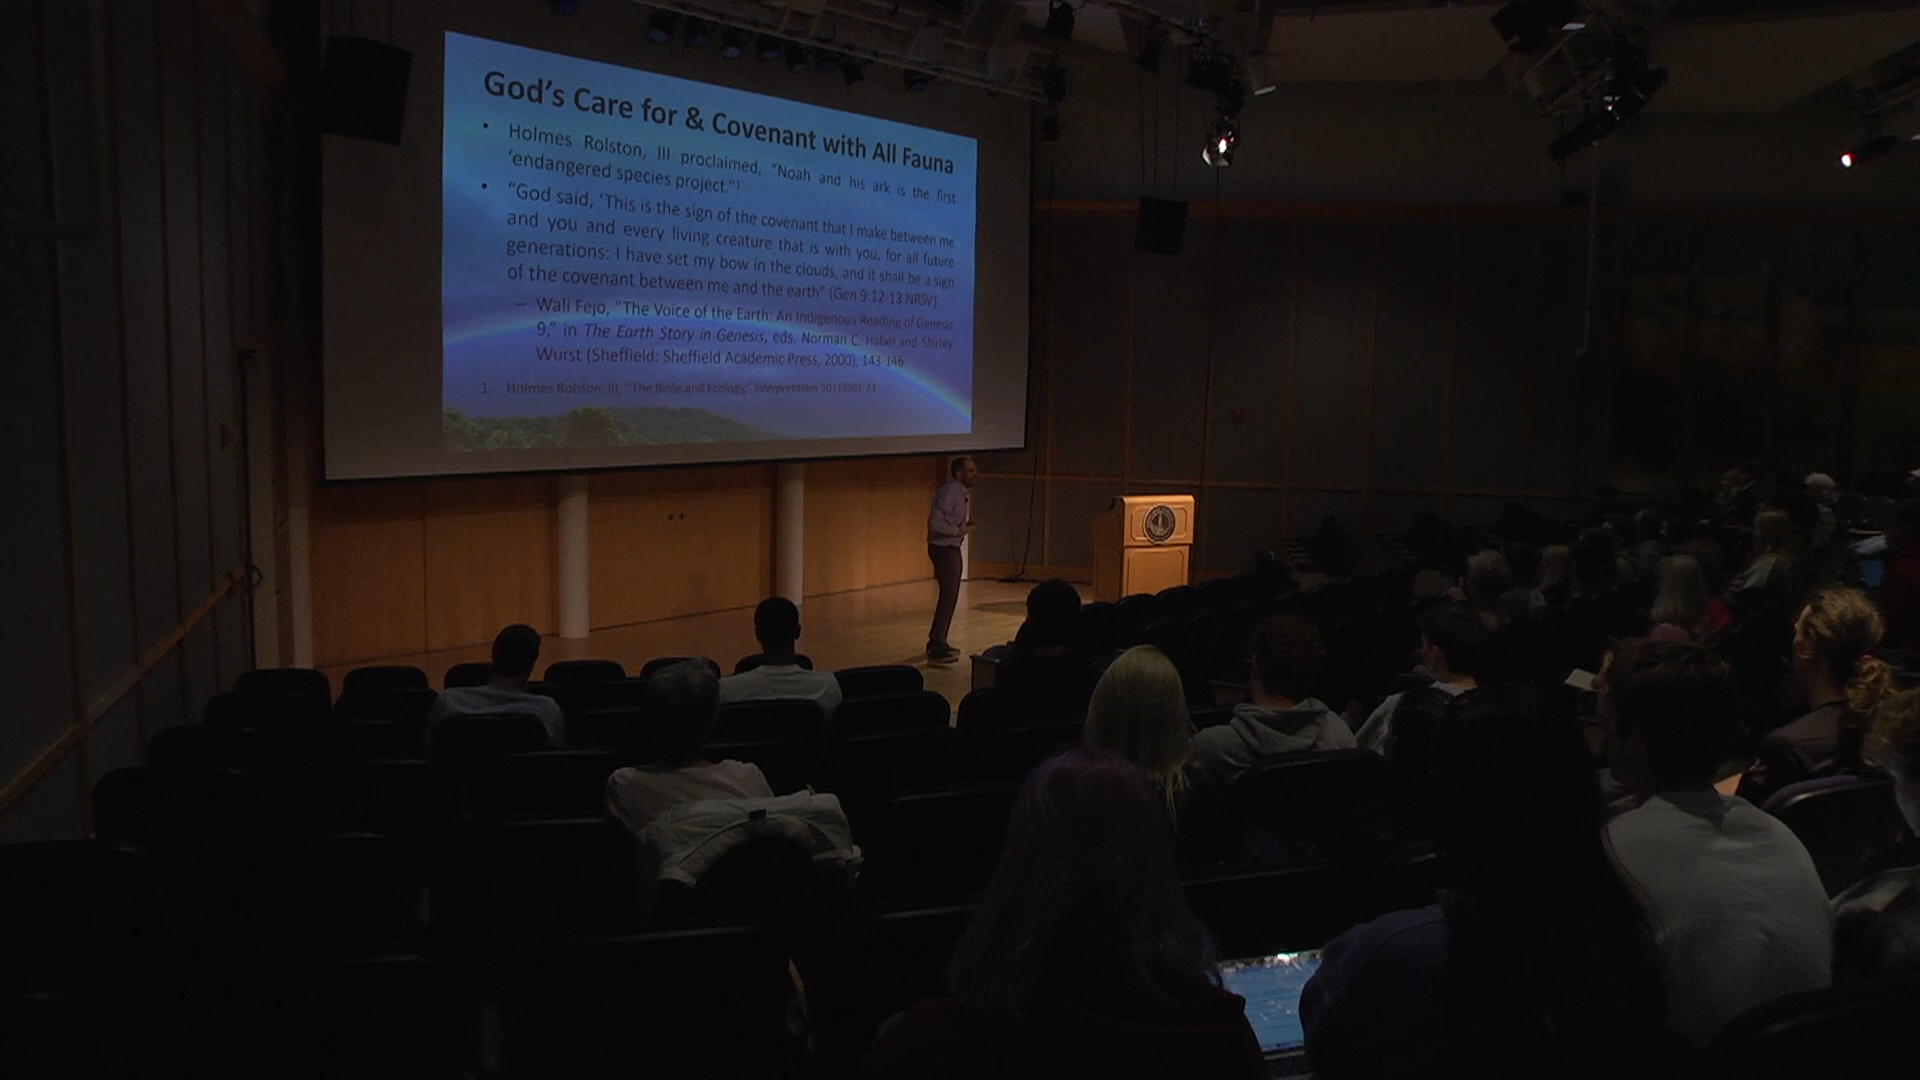 God's Care for & Covenant with All Fauna
• Holmes Rolston, III proclaimed, "Noah and his ark is the first
'endangered species project.'"1
• "God said, 'This is the sign of the covenant that I make between me
and you and every living creature that is with you, for all future
generations: I have set my bow in the clouds, and it shall be a sign
of the covenant between me and the earth" (Gen 9:12-13 NRSV).
– Wali Fejo, "The Voice of the Earth: An Indigenous Reading of Genesis
9," in The Earth Story in Genesis, eds. Norman C. Habel and Shirley
Wurst (Sheffield: Sheffield Academic Press, 2000), 143-146.
1. Holmes Rolston, III, "The Bible and Ecology," Interpretation 50 (1996): 23.